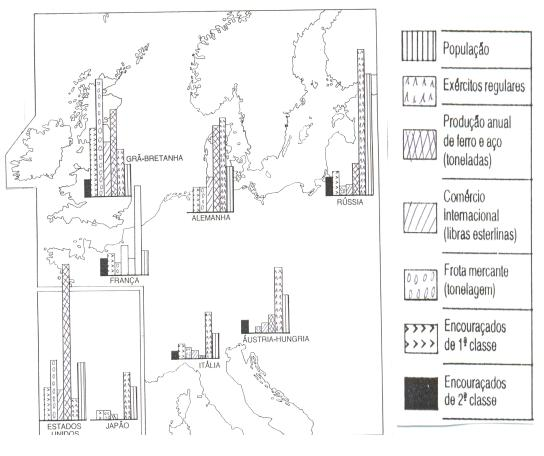 GRÃ-BRETANHA
ALEMANHA
RÚSSIA
FRANÇA
ÁUSTRIA-HUNGRIA
ITÁLIA
ESTADOS
UNIDOS
JAPÃO
População
Exércitos regulares
Produção anual
de ferro e aço
(toneladas)
Comércio
internacional
(libras esterlinas)
Frota mercante
(tonelagem)
Encouraçados
de 1ª classe
Encouraçados
de 2ª classe